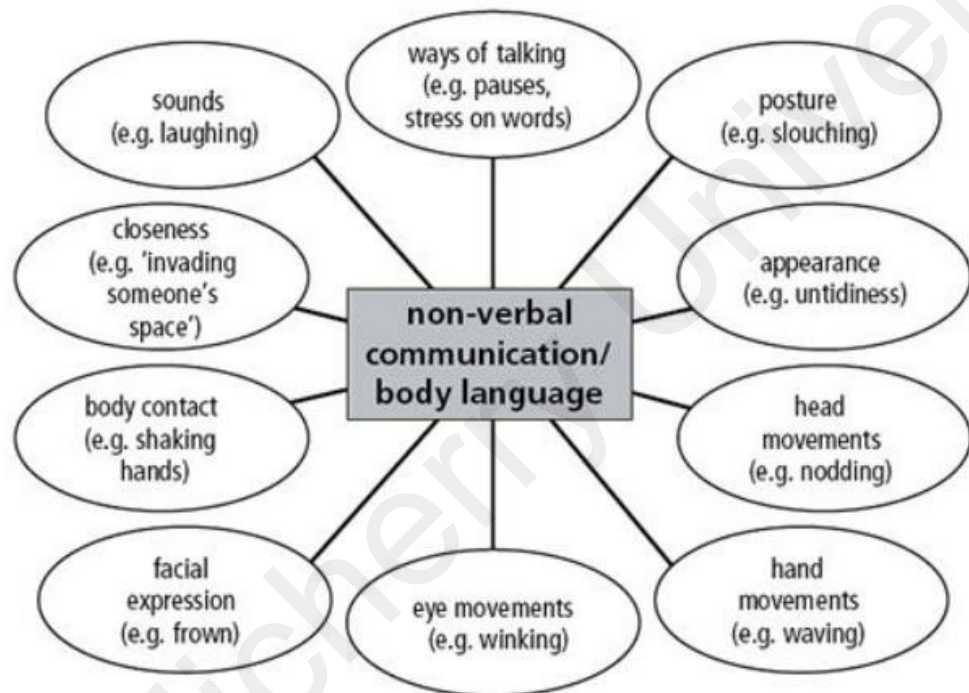 ways of talking
(e.g. pauses,
stress on words)
posture
(e.g. slouching)
appearance
(e.g. untidiness)
head
movements
(e.g. nodding)
hand
movements
(e.g. waving)
eye movements
(e.g. winking)
facial
expression
(e.g. frown)
body contact
(e.g. shaking
hands)
closeness
(e.g. 'invading
someone's
space')
sounds
(e.g. laughing)
non-verbal
communication/
body language